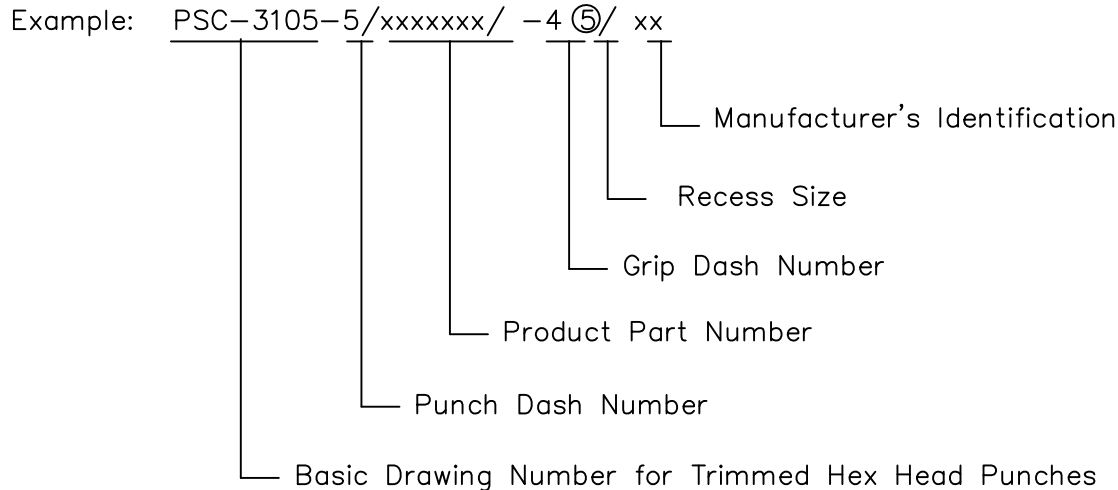 Example: PSC-3105-5/xxxxxxx/ -4⑤/ xx
Manufacturer's Identification
Recess Size
Grip Dash Number
Product Part Number
Punch Dash Number
Basic Drawing Number for Trimmed Hex Head Punches